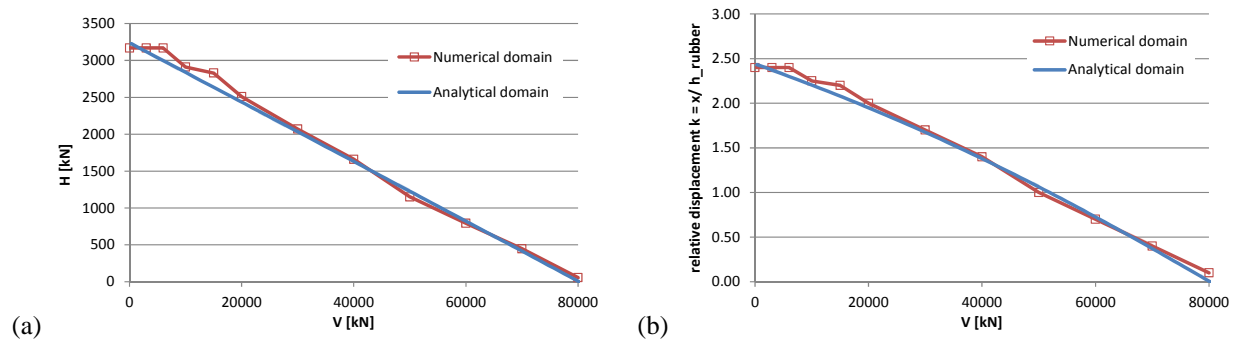 3500
3000
2500
2000
1500
1000
500
0
H [kN]
0
20000
40000
60000
80000
V [kN]
Numerical domain
Analytical domain
(a)
3.00
2.50
2.00
1.50
1.00
0.50
0.00
relative displacement k = x/ h_rubber
0
20000
40000
60000
80000
V [kN]
Numerical domain
Analytical domain
(b)